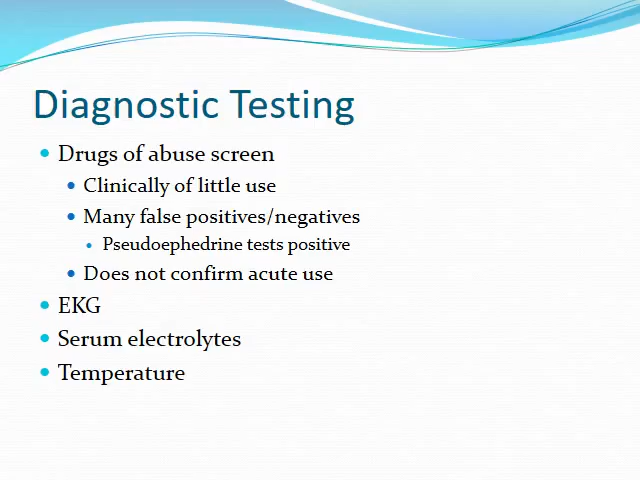 Diagnostic Testing
Drugs of abuse screen
Clinically of little use
Many false positives/negatives
Pseudoephedrine tests positive
Does not confirm acute use
EKG
Serum electrolytes
Temperature